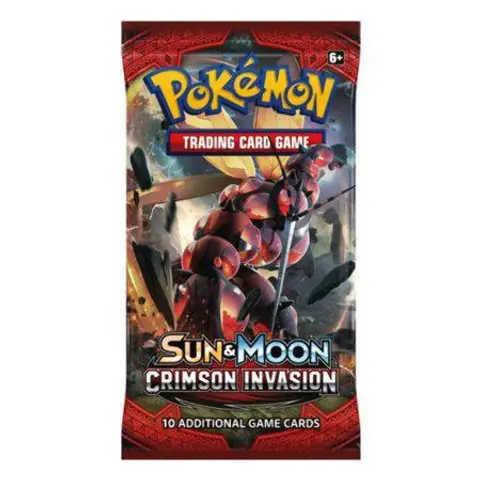 6+
POKéMON
TRADING CARD GAME
SUN & MOON
CRIMSON INVASION
10 ADDITIONAL GAME CARDS